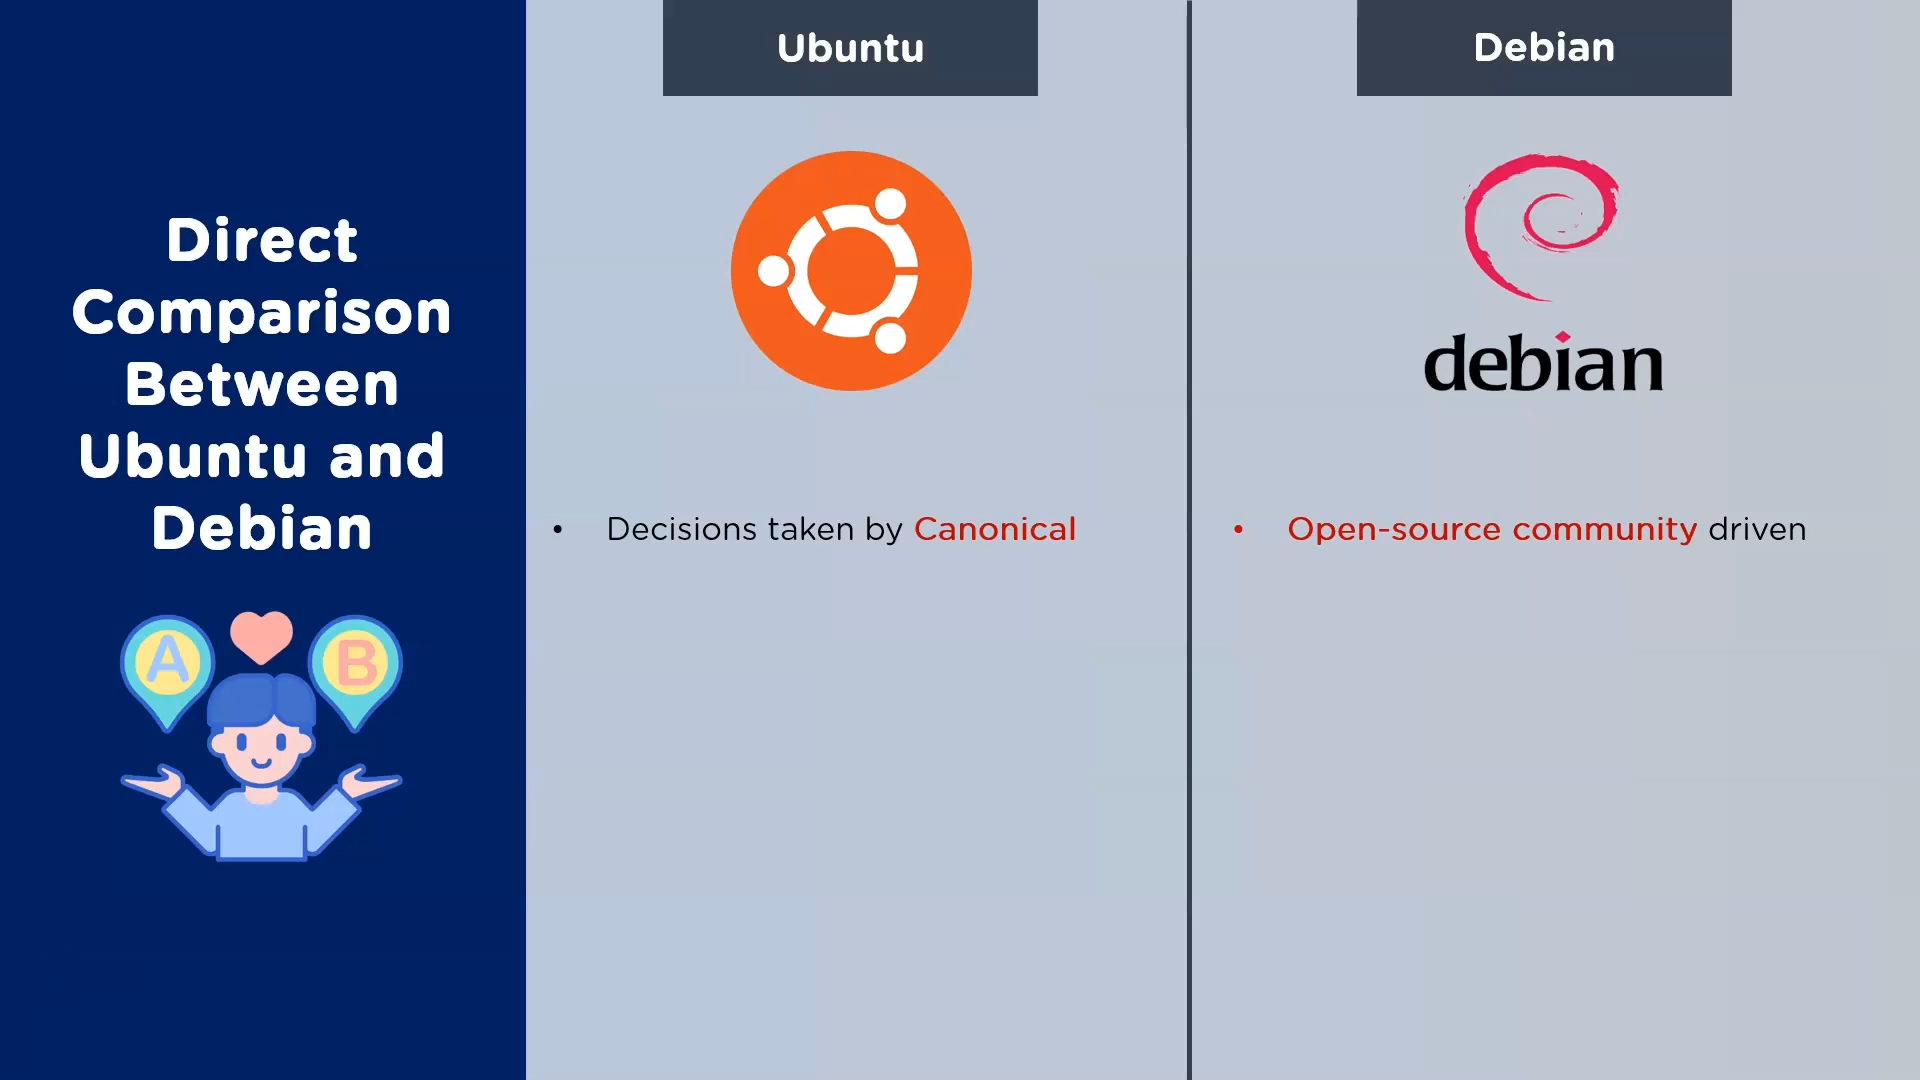 Direct
Comparison
Between
Ubuntu and
Debian
A
B
Ubuntu
• Decisions taken by Canonical
Debian
debian
• Open-source community driven